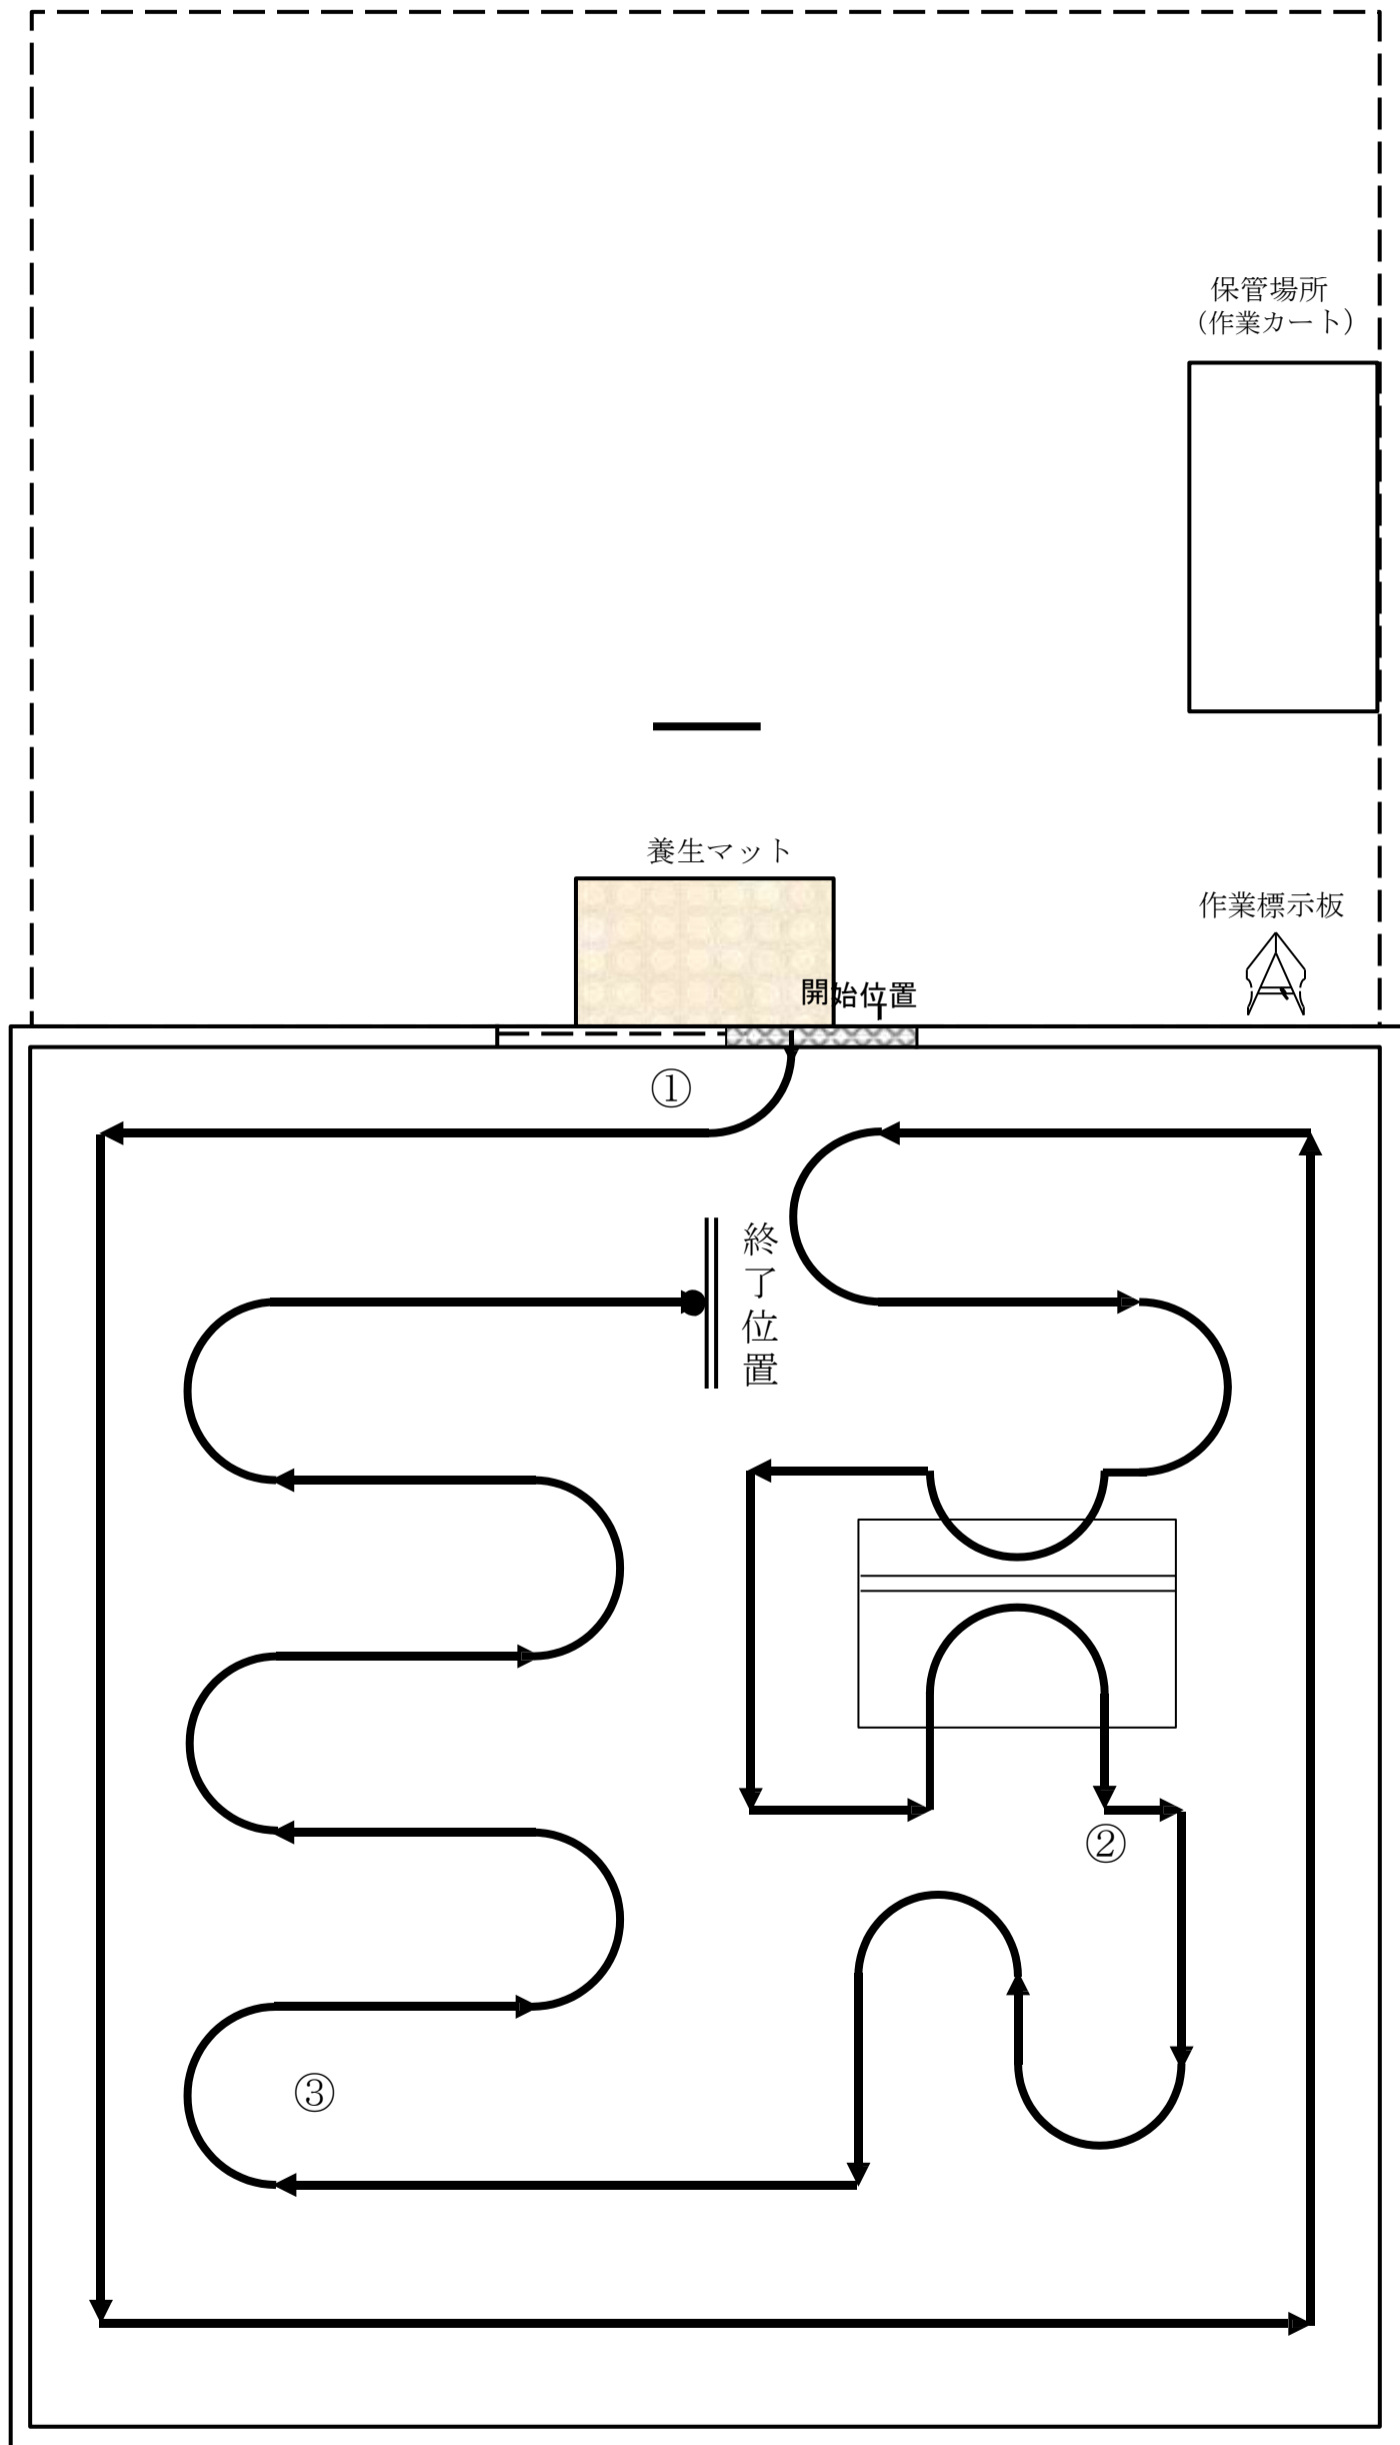 保管場所
(作業カート)
養生マット
作業標示板
開始位置
①
終了位置
②
③